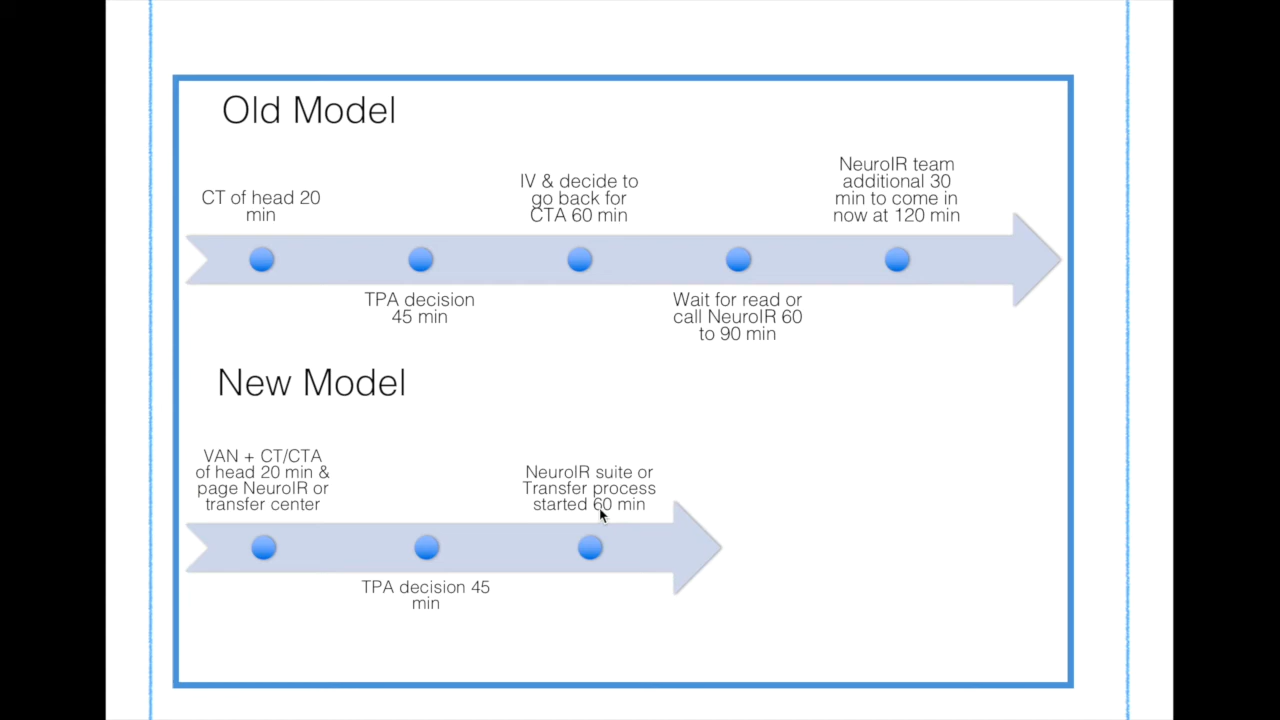 Old Model
CT of head 20
min
TPA decision
45 min
IV & decide to
go back for
CTA 60 min
Wait for read or
call NeuroIR 60
to 90 min
NeuroIR team
additional 30
min to come in
now at 120 min
New Model
VAN + CT/CTA
of head 20 min &
page NeuroIR or
transfer center
TPA decision 45
min
NeuroIR suite or
Transfer process
started 60 min